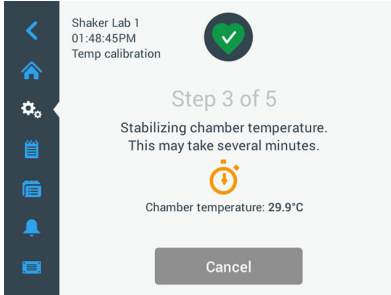 Shaker Lab 1
01:48:45PM
Temp calibration
Step 3 of 5
Stabilizing chamber temperature.
This may take several minutes.
Chamber temperature: 29.9°C
Cancel